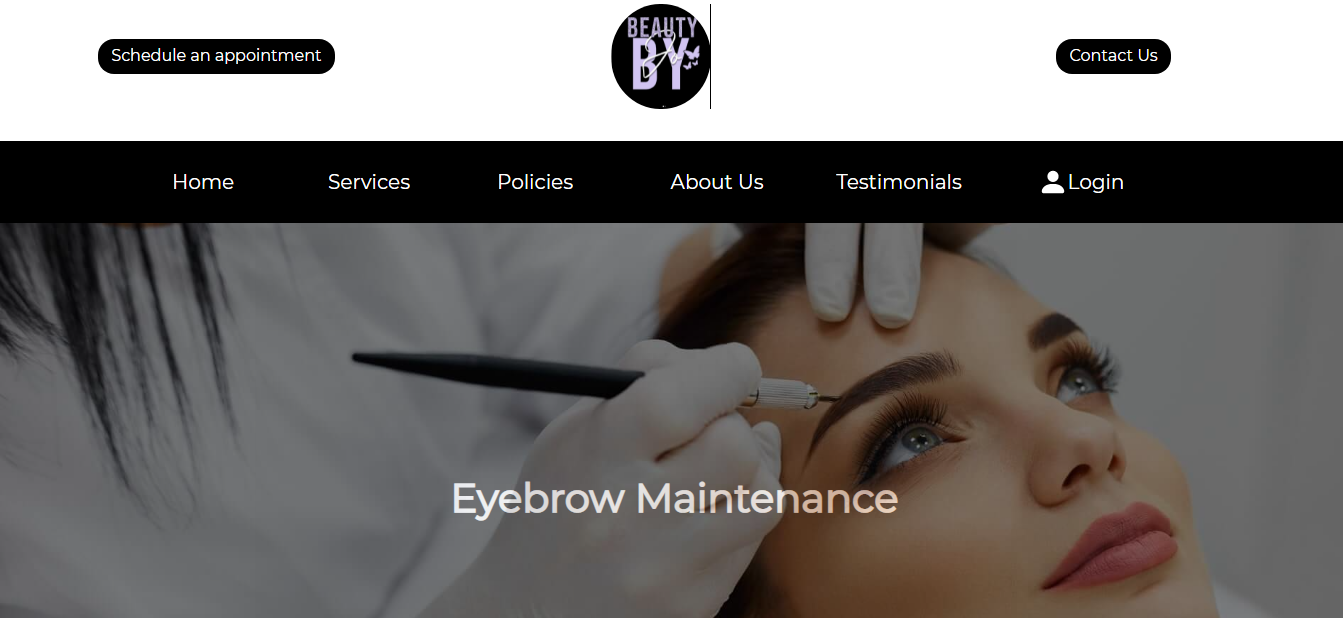 Schedule an appointment
BEAUTY
BY
Contact Us
Home
Services
Policies
About Us
Testimonials
Login
Eyebrow Maintenance